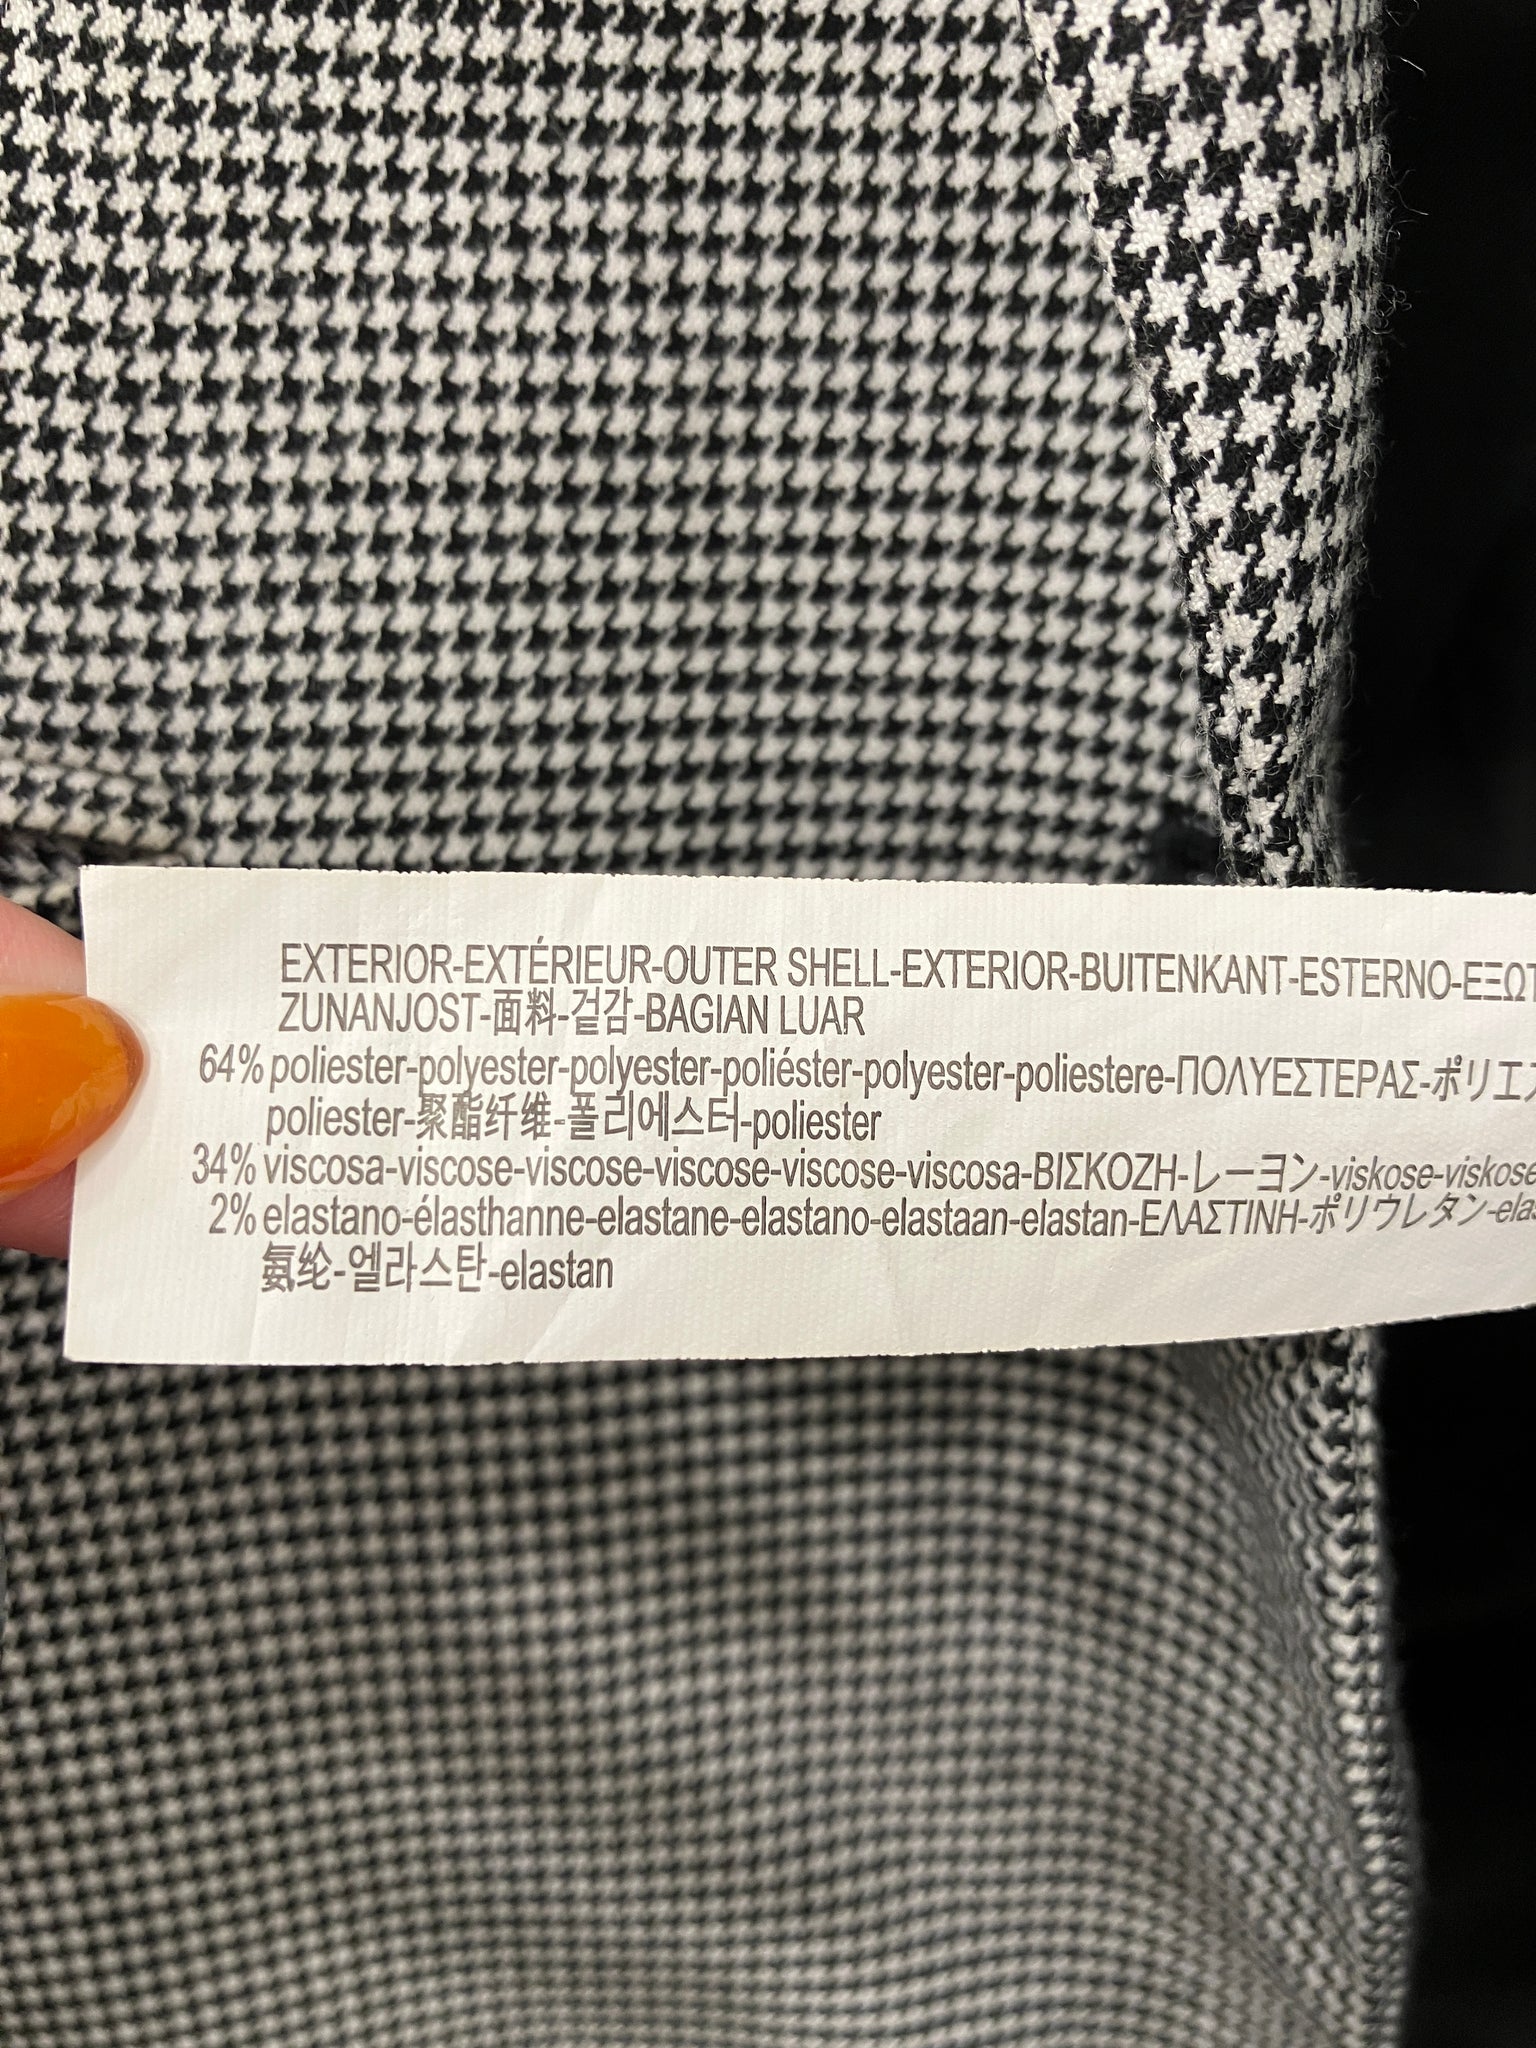 EXTERIOR-EXTÉRIEUR-OUTER SHELL-EXTERIOR-BUITENKANT-ESTERNO-ΕΞΩΤ
ZUNANJOST-面料-겉감-BAGIAN LUAR
64% poliester-polyester-polyester-poliéster-polyester-poliestere-ΠΟΛΥΕΣΤΕΡΑΣ-ポリエス
poliester-聚酯纤维-폴리에스터-poliester
34% viscosa-viscose-viscose-viscose-viscose-viscosa-ΒΙΣΚΟΖΗ-レーヨン-viskose-viskose
2% elastano-élasthanne-elastane-elastano-elastaan-elastan-ΕΛΑΣΤΙΝΗ-ポリウレタン-elas
氨纶-엘라스탄-elastan